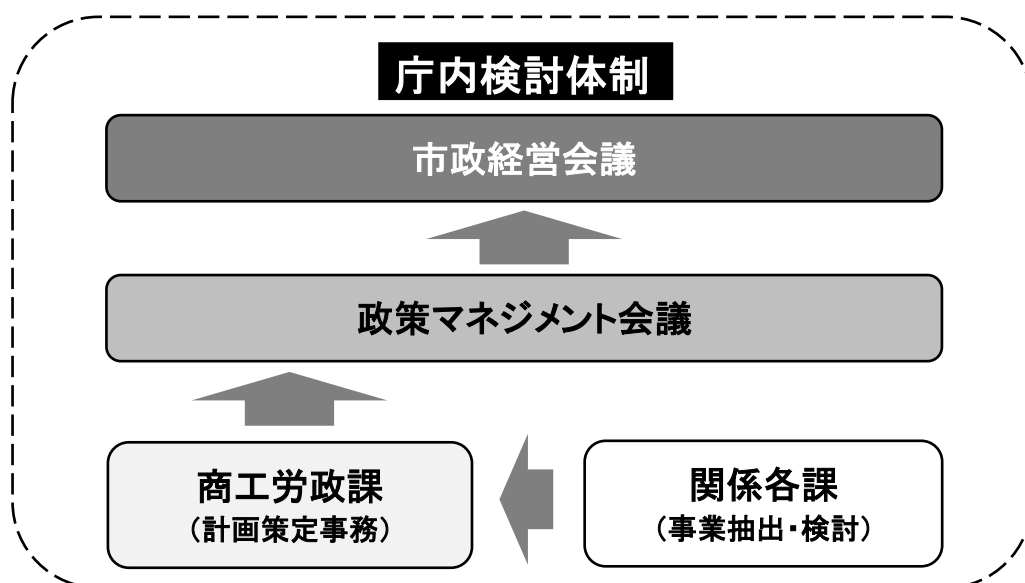 庁内検討体制
市政経営会議
政策マネジメント会議
商工労政課
（計画策定事務）
関係各課
（事業抽出・検討）